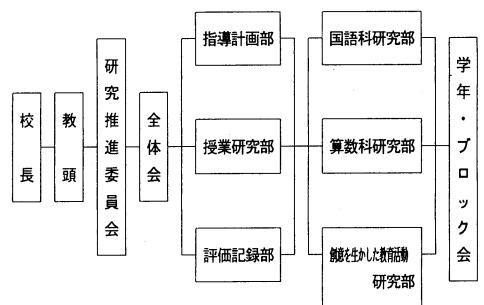 校長
教頭
研究推進委員会
全体会
指導計画部
授業研究部
評価記録部
国語科研究部
算数科研究部
創意を生かした教育活動
研究部
学年・ブロック会